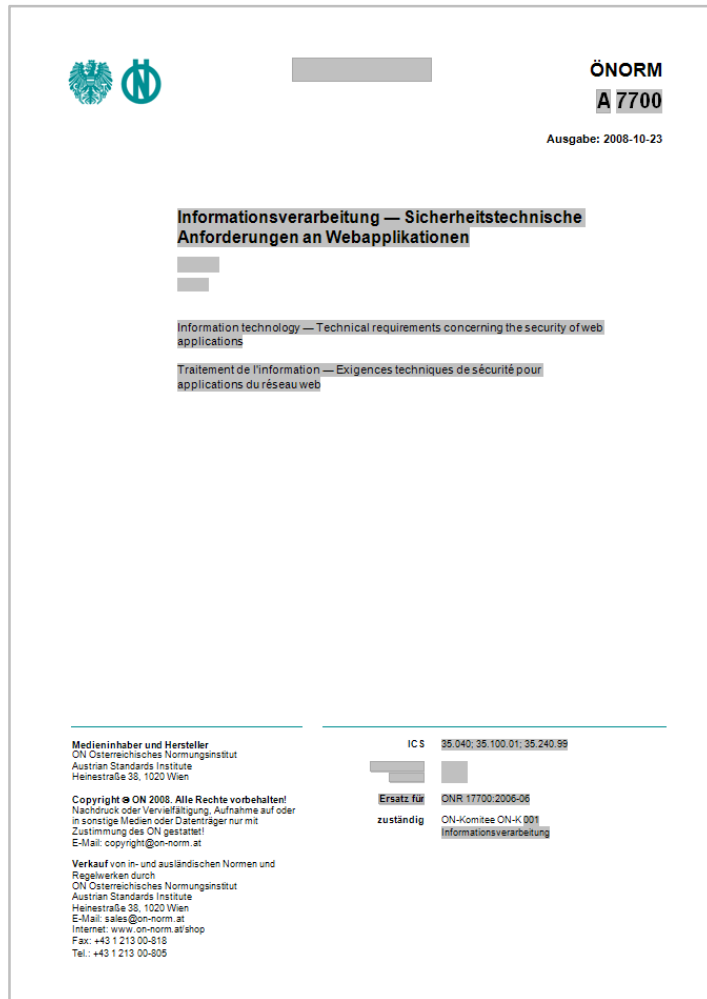 ÖNORM
A 7700
Ausgabe: 2008-10-23
Informationsverarbeitung — Sicherheitstechnische
Anforderungen an Webapplikationen
Information technology — Technical requirements concerning the security of web
applications
Traitement de l'information — Exigences techniques de sécurité pour
applications du réseau web
Medieninhaber und Hersteller
ON Österreichisches Normungsinstitut
Austrian Standards Institute
Heinestraße 38, 1020 Wien
Copyright © ON 2008. Alle Rechte vorbehalten!
Nachdruck oder Vervielfältigung, Aufnahme auf oder
in sonstige Medien oder Datenträger nur mit
Zustimmung des ON gestattet!
E-Mail: copyright@on-norm.at
Verkauf von in- und ausländischen Normen und
Regelwerken durch
ON Österreichisches Normungsinstitut
Austrian Standards Institute
Heinestraße 38, 1020 Wien
E-Mail: sales@on-norm.at
Internet: www.on-norm.at/shop
Fax: +43 1 213 00-818
Tel.: +43 1 213 00-805
ICS 35.040; 35.100.01; 35.240.99
Ersatz für ONR 17700:2006-06
zuständig ON-Komitee ON-K 001
Informationsverarbeitung